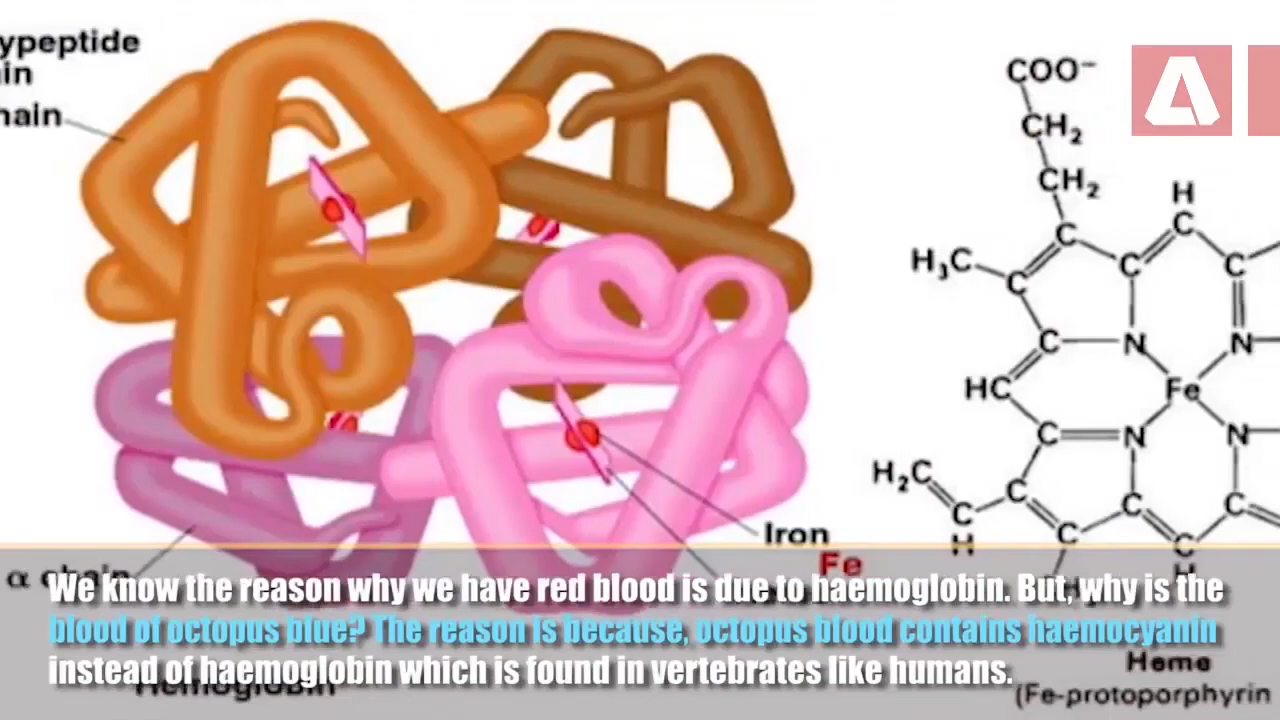 ypeptide
in
hain
COO⁻
CH₂
CH₂
H
H₃C
C
C
C
C
C
N
N
HC
Fe
C
N
N
H₂C
C
C
C
C
C
H
C
H
Iron
Fe
α chain
We know the reason why we have red blood is due to haemoglobin. But, why is the
blood of octopus blue? The reason is because, octopus blood contains haemocyanin
instead of haemoglobin which is found in vertebrates like humans.
Hemoglobin
Heme
(Fe-protoporphyrin